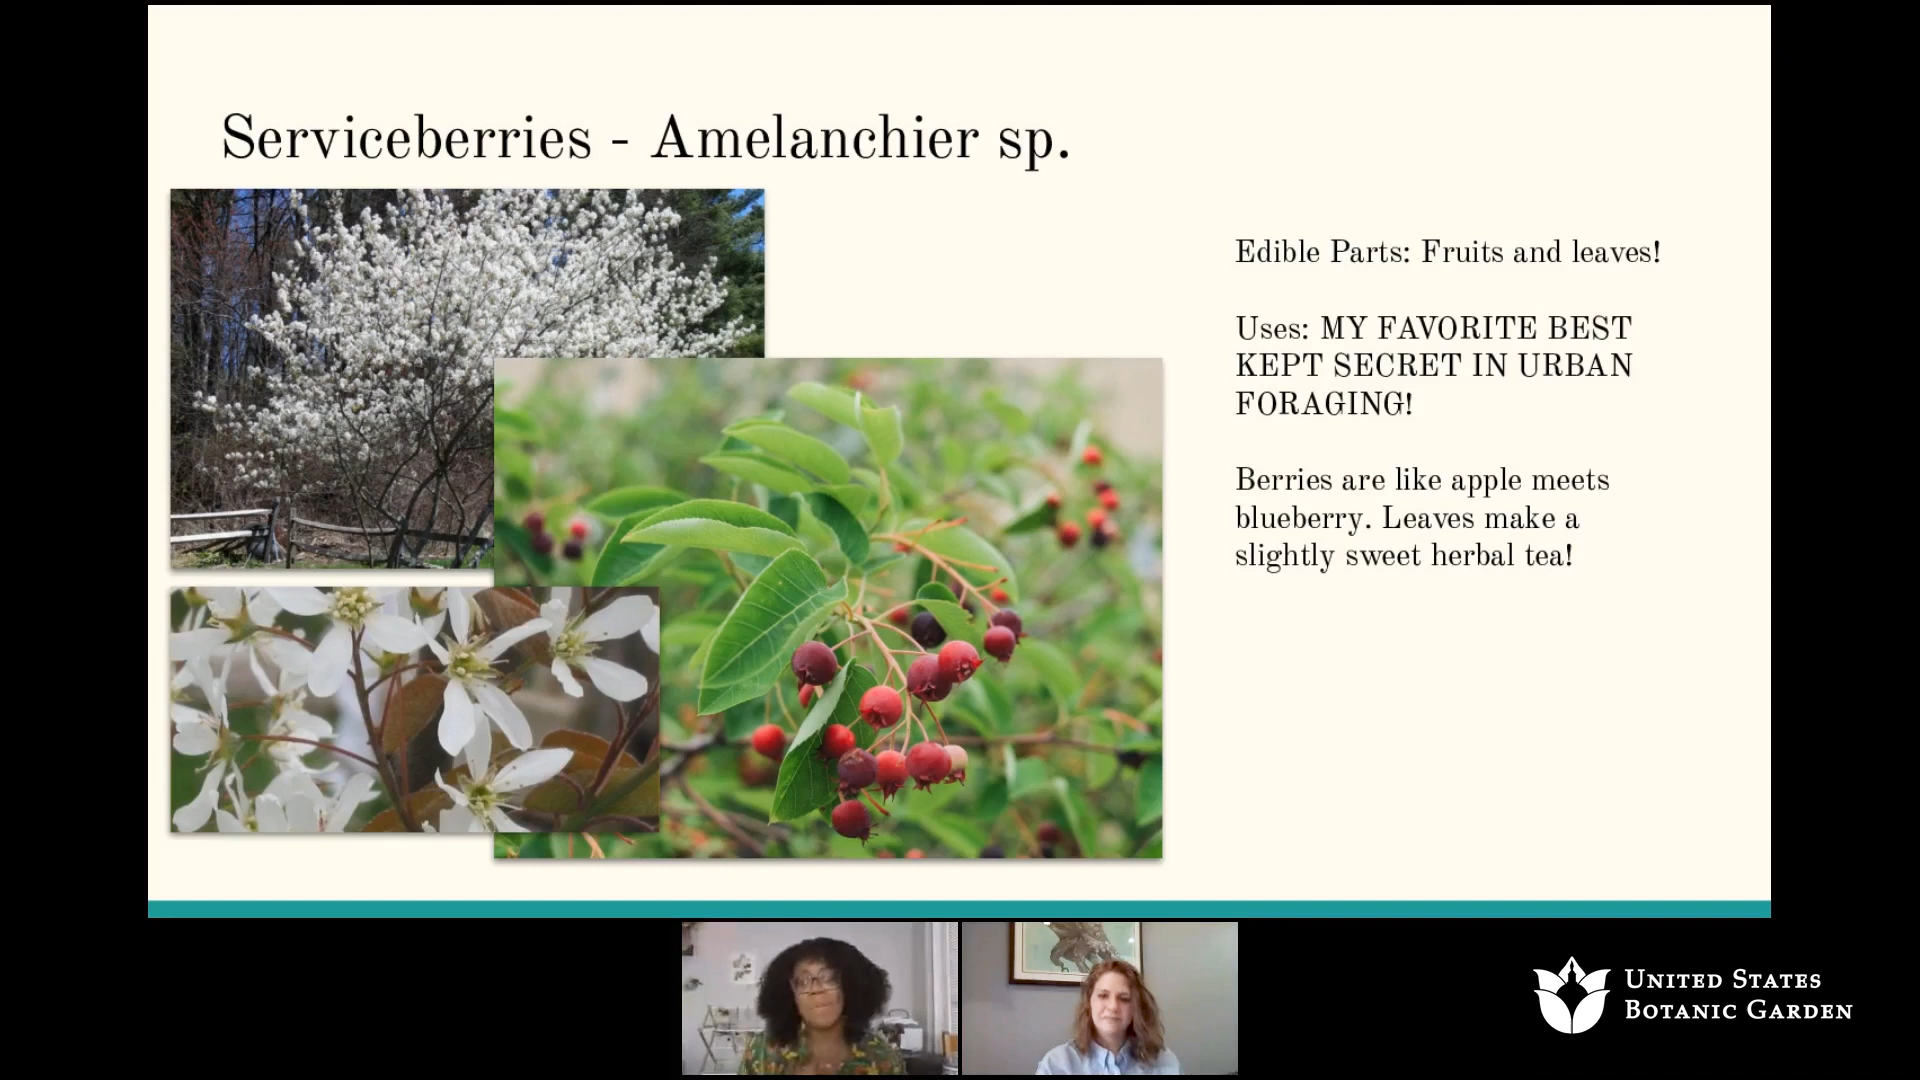 Serviceberries - Amelanchier sp.
Edible Parts: Fruits and leaves!
Uses: MY FAVORITE BEST
KEPT SECRET IN URBAN
FORAGING!
Berries are like apple meets
blueberry. Leaves make a
slightly sweet herbal tea!
UNITED STATES
BOTANIC GARDEN